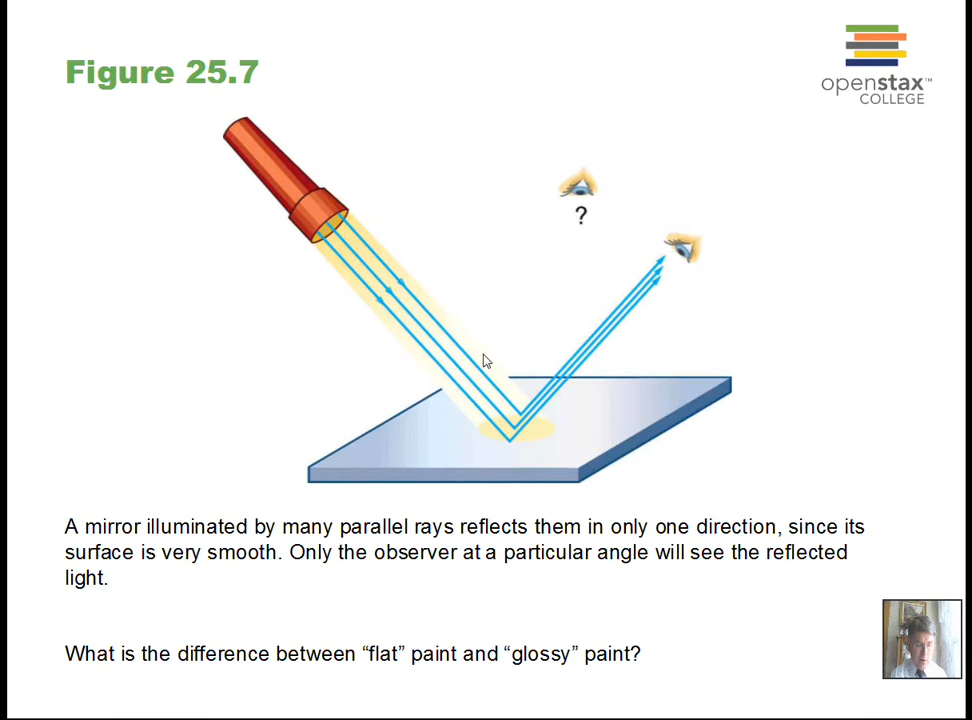 Figure 25.7
openstax™
COLLEGE
?
A mirror illuminated by many parallel rays reflects them in only one direction, since its
surface is very smooth. Only the observer at a particular angle will see the reflected
light.
What is the difference between “flat” paint and “glossy” paint?